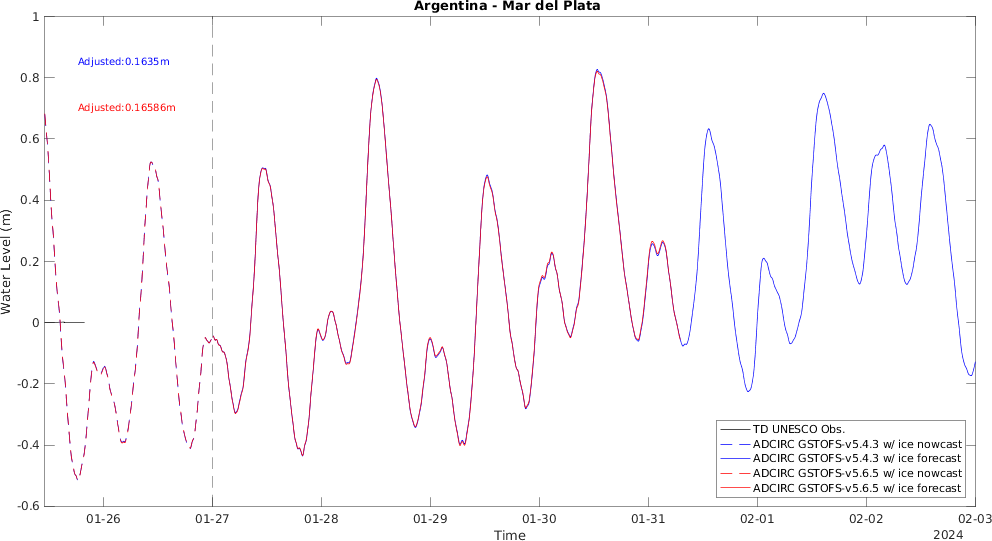 Argentina - Mar del Plata
Adjusted:0.1635m
Adjusted:0.16586m
Water Level (m)
1
0.8
0.6
0.4
0.2
0
-0.2
-0.4
-0.6
TD UNESCO Obs.
ADCIRC GSTOFS-v5.4.3 w/ ice nowcast
ADCIRC GSTOFS-v5.4.3 w/ ice forecast
ADCIRC GSTOFS-v5.6.5 w/ ice nowcast
ADCIRC GSTOFS-v5.6.5 w/ ice forecast
01-26 01-27 01-28 01-29 01-30 01-31 02-01 02-02 02-03
Time
2024